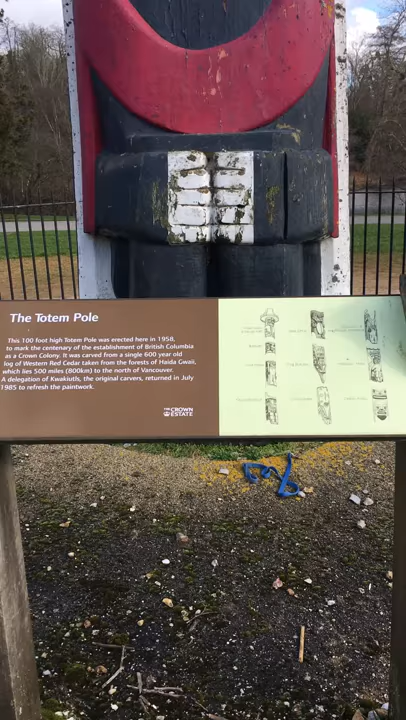 The Totem Pole
This 100 foot high Totem Pole was erected here in 1958,
to mark the centenary of the establishment of British Columbia
as a Crown Colony. It was carved from a single 600 year old
log of Western Red Cedar taken from the forests of Haida Gwaii,
which lies 500 miles (800km) to the north of Vancouver.
A delegation of Kwakiutls, the original carvers, returned in July
1985 to refresh the paintwork.
THE CROWN
ESTATE